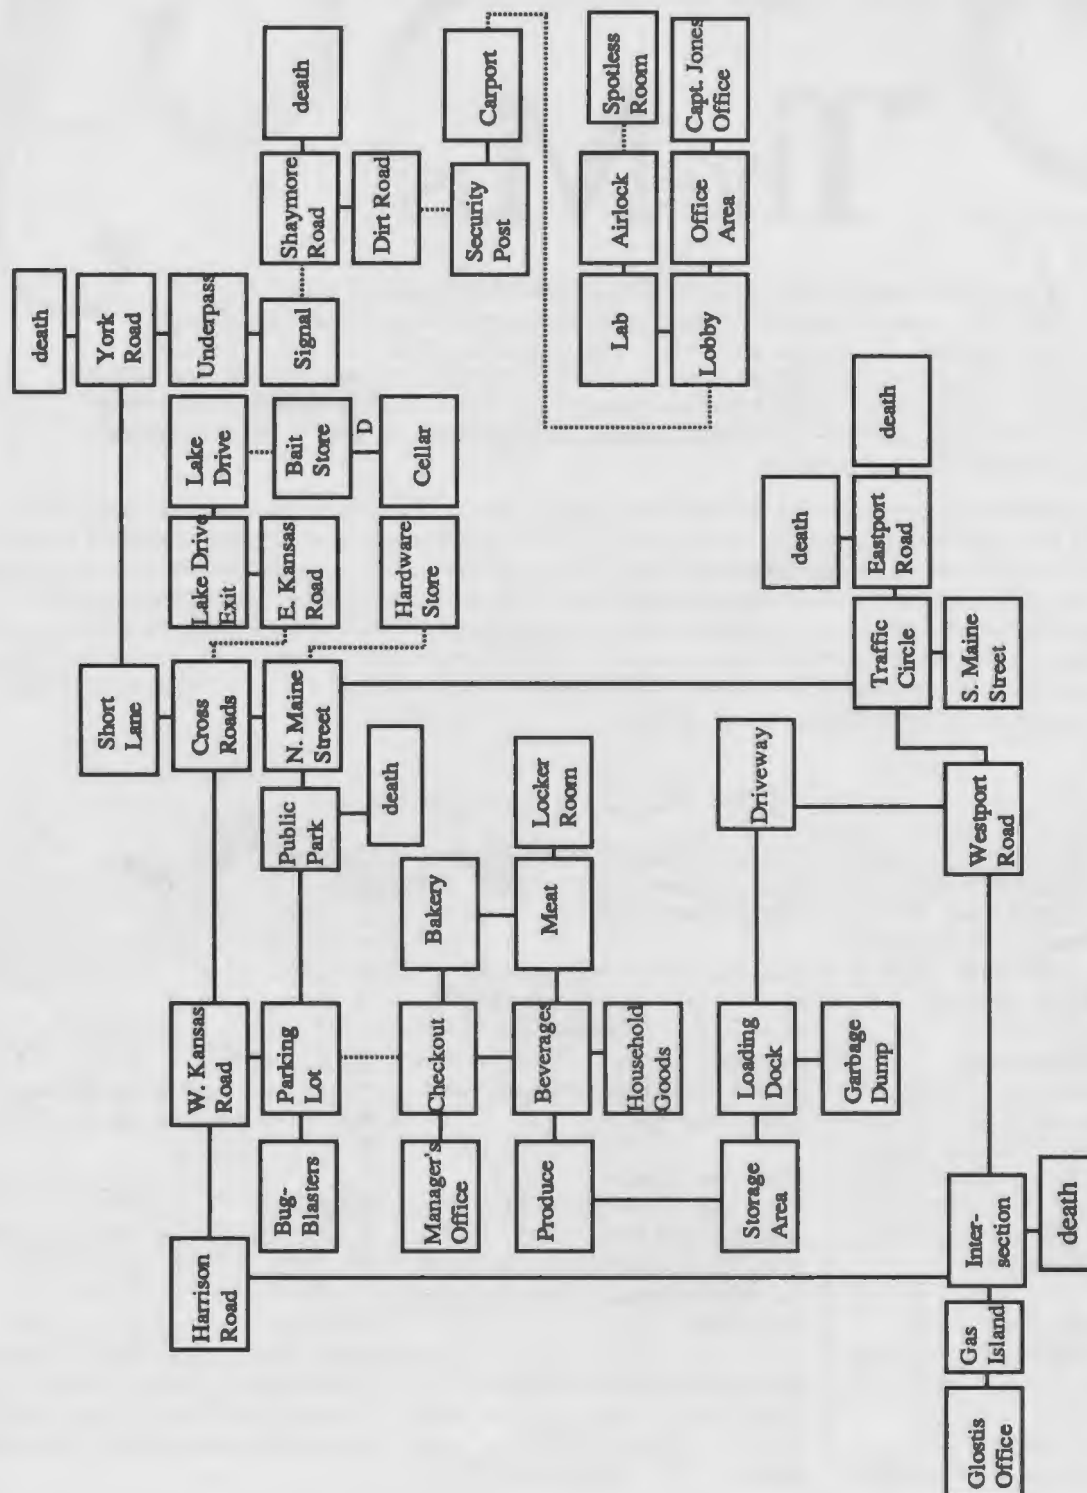 death
Short
Lane
York
Road
Harrison
Road
W. Kansas
Road
Cross
Roads
Lake Drive
Exit
Lake
Drive
Underpass
Bug-
Blasters
Parking
Lot
Public
Park
N. Maine
Street
E. Kansas
Road
Bait
Store
Signal
Shaymore
Road
death
D
death
Dirt Road
Hardware
Store
Cellar
Manager's
Office
Checkout
Bakery
Security
Post
Carport
Produce
Beverages
Meat
Locker
Room
Lab
Airlock
Spotless
Room
Household
Goods
Lobby
Office
Area
Capt. Jones
Office
Storage
Area
Loading
Dock
Driveway
death
Garbage
Dump
Traffic
Circle
Eastport
Road
death
Glostis
Office
Gas
Island
Inter-
section
Westport
Road
S. Maine
Street
death